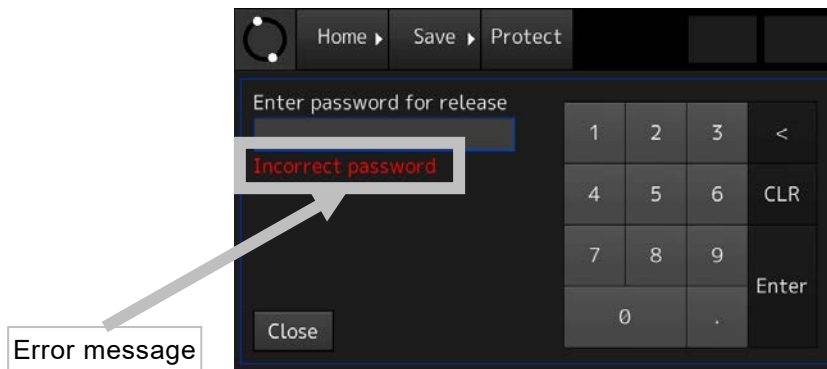 Home Save Protect
Enter password for release
Incorrect password
1 2 3 <
4 5 6 CLR
7 8 9
Enter
0 .
Close
Error message